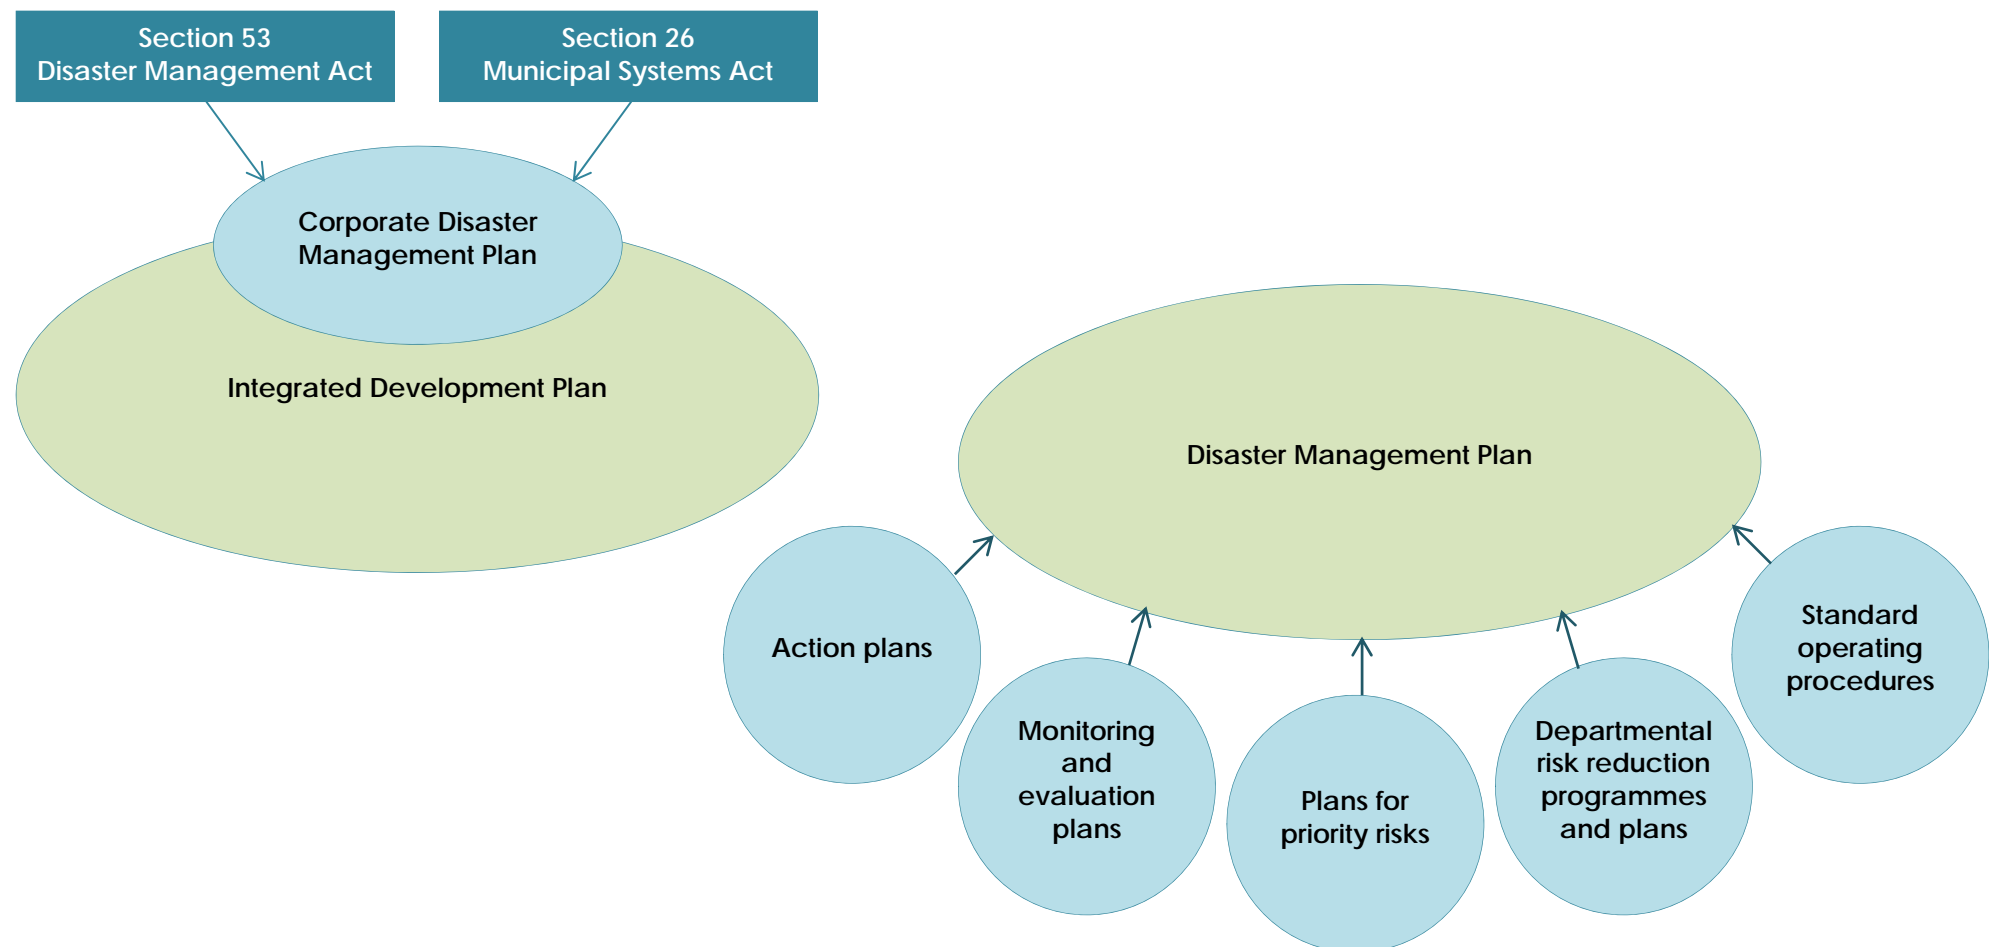 Section 53
Disaster Management Act
Section 26
Municipal Systems Act
Corporate Disaster
Management Plan
Integrated Development Plan
Disaster Management Plan
Action plans
Monitoring
and
evaluation
plans
Plans for
priority risks
Departmental
risk reduction
programmes
and plans
Standard
operating
procedures